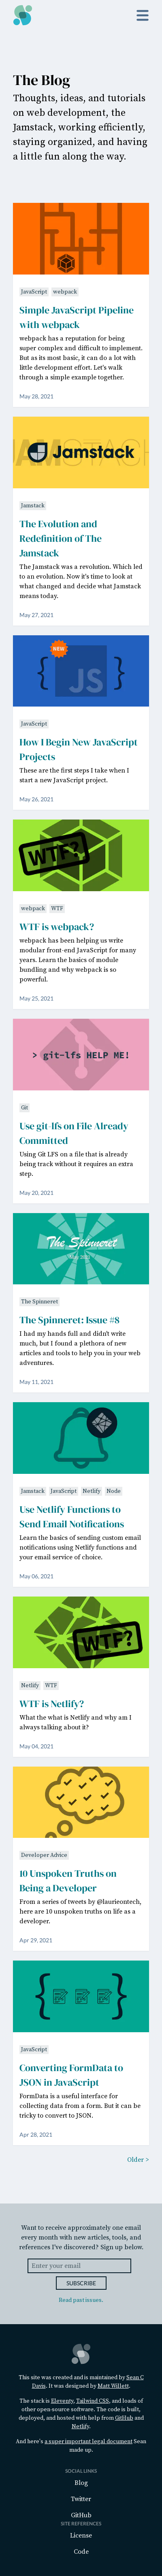 The Blog
Thoughts, ideas, and tutorials
on web development, the
Jamstack, working efficiently,
staying organized, and having
a little fun along the way.
JavaScript webpack
Simple JavaScript Pipeline
with webpack
webpack has a reputation for being
super complex and difficult to implement.
But as its most basic, it can do a lot with
little development effort. Let's walk
through a simple example together.
May 28, 2021
JAMSTACK
Jamstack
Jamstack
The Evolution and
Redefinition of The
Jamstack
The Jamstack was a revolution. Which led
to an evolution. Now it's time to look at
what changed and decide what Jamstack
means today.
May 27, 2021
NEW
JS
JavaScript
How I Begin New JavaScript
Projects
These are the first steps I take when I
start a new JavaScript project.
May 26, 2021
WTF?
webpack WTF
WTF is webpack?
webpack has been helping us write
modular front-end JavaScript for many
years. Learn the basics of module
bundling and why webpack is so
powerful.
May 25, 2021
> git-lfs HELP ME!
Git
Use git-lfs on File Already
Committed
Using Git LFS on a file that is already
being track without it requires an extra
step.
May 20, 2021
The Spinneret
The Spinneret
The Spinneret: Issue #8
I had my hands full and didn't write
much, but I found a plethora of new
articles and tools to help you in your web
adventures.
May 11, 2021
Jamstack JavaScript Netlify Node
Use Netlify Functions to
Send Email Notifications
Learn the basics of sending custom email
notifications using Netlify functions and
your email service of choice.
May 06, 2021
WTF?
Netlify WTF
WTF is Netlify?
What the what is Netlify and why am I
always talking about it?
May 04, 2021
Developer Advice
10 Unspoken Truths on
Being a Developer
From a series of tweets by @laurieontech,
here are 10 unspoken truths on life as a
developer.
Apr 29, 2021
JavaScript
Converting FormData to
JSON in JavaScript
FormData is a useful interface for
collecting data from a form. But it can be
tricky to convert to JSON.
Apr 28, 2021
Older >
Want to receive approximately one email
every month with new articles, tools, and
references I've discovered? Sign up below.
Enter your email
SUBSCRIBE
Read past issues.
This site was created and is maintained by Sean C
Davis. It was designed by Matt Willett.
The stack is Eleventy, Tailwind CSS, and loads of
other open-source software. The code is built,
deployed, and hosted with help from GitHub and
Netlify.
And here's a super important legal document Sean
made up.
SOCIAL LINKS
Blog
Twitter
GitHub
SITE REFERENCES
License
Code